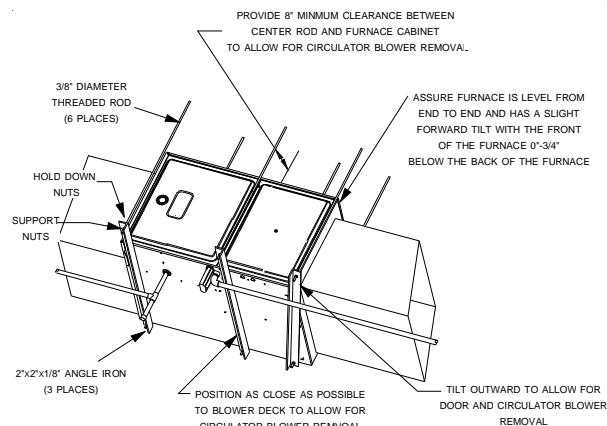 PROVIDE 8" MINMUM CLEARANCE BETWEEN
CENTER ROD AND FURNACE CABINET
TO ALLOW FOR CIRCULATOR BLOWER REMOVAL.
3/8" DIAMETER
THREADED ROD
(6 PLACES)
ASSURE FURNACE IS LEVEL FROM
END TO END AND HAS A SLIGHT
FORWARD TILT WITH THE FRONT
OF THE FURNACE 0"-3/4"
BELOW THE BACK OF THE FURNACE
HOLD DOWN
NUTS
SUPPORT
NUTS
2"x2"x1/8" ANGLE IRON
(3 PLACES)
POSITION AS CLOSE AS POSSIBLE
TO BLOWER DECK TO ALLOW FOR
CIRCULATOR BLOWER REMVOAL
TILT OUTWARD TO ALLOW FOR
DOOR AND CIRCULATOR BLOWER
REMOVAL